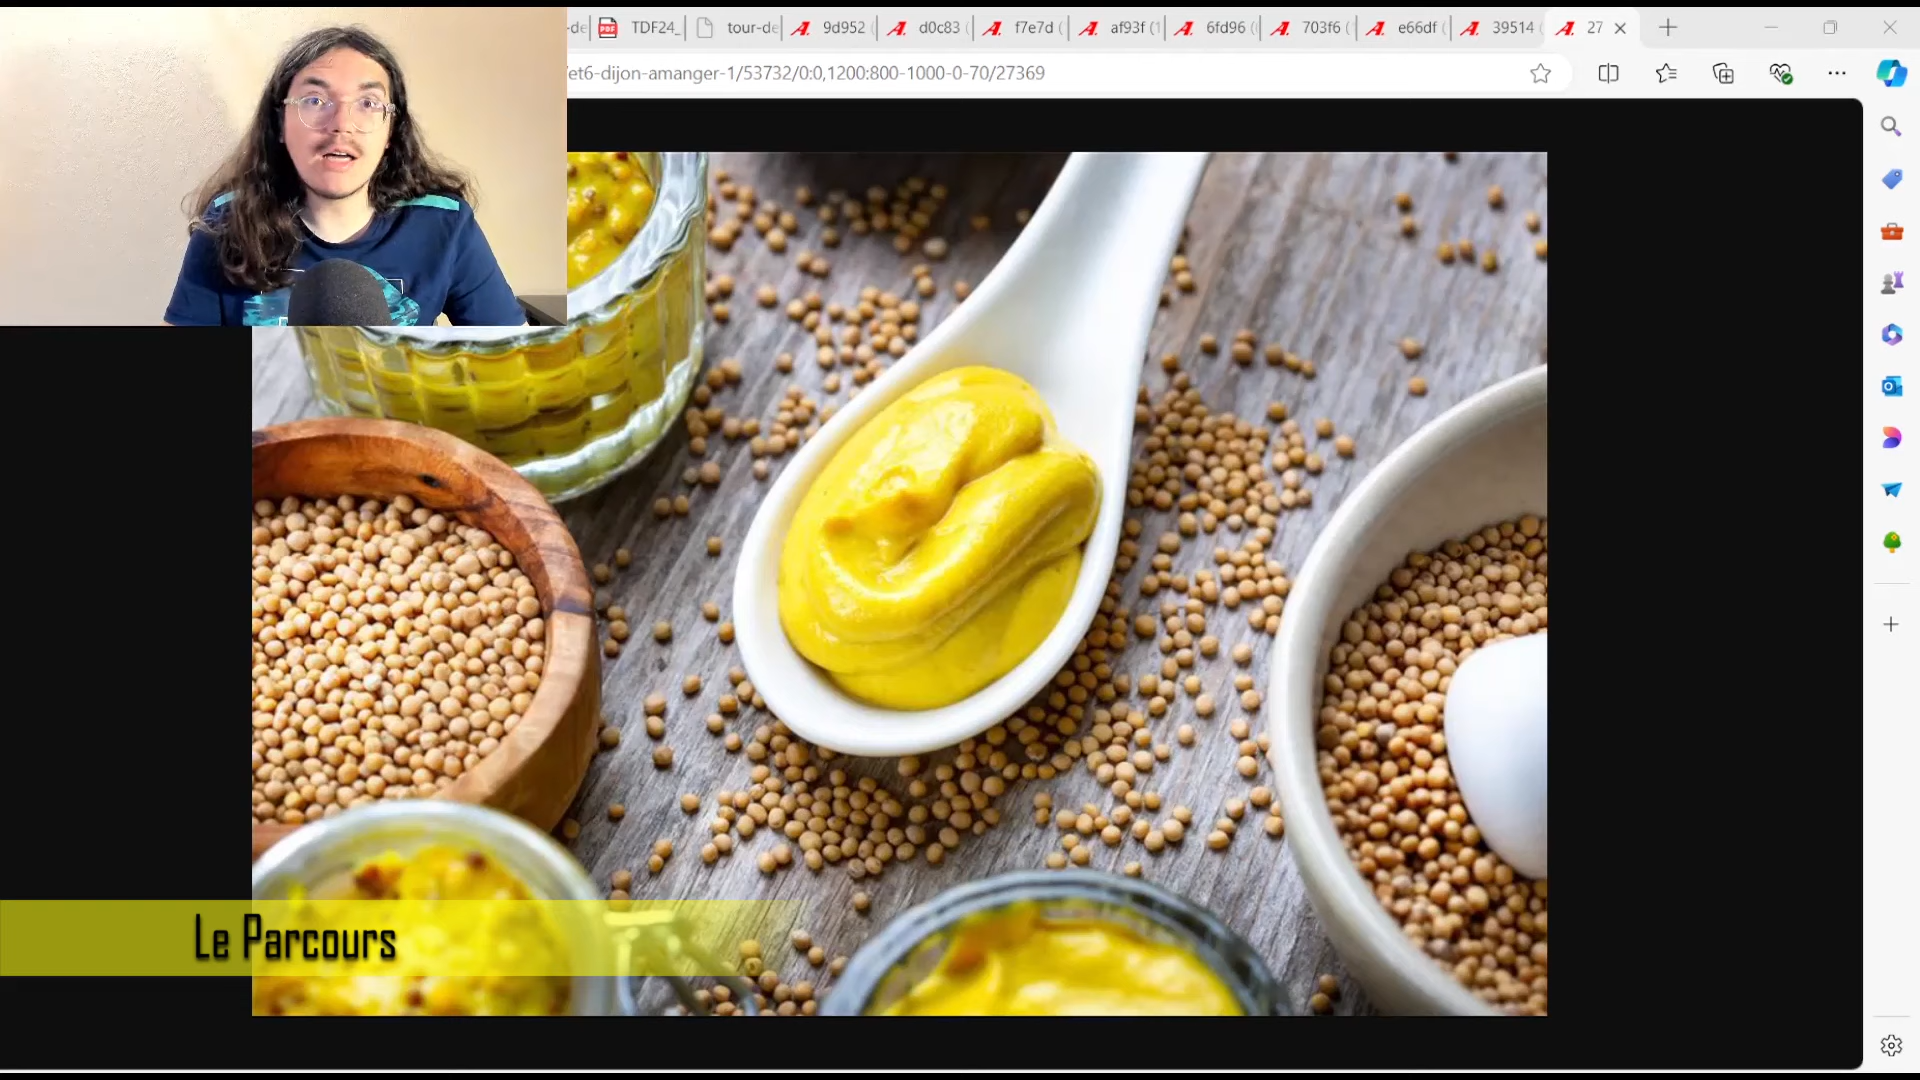 -de
TDF24_
tour-de
9d952 (
d0c83 (
f7e7d (
af93f (1
6fd96 (
703f6 (
e66df (
39514 (
27
et6-dijon-amanger-1/53732/0:0,1200:800-1000-0-70/27369
Le Parcours